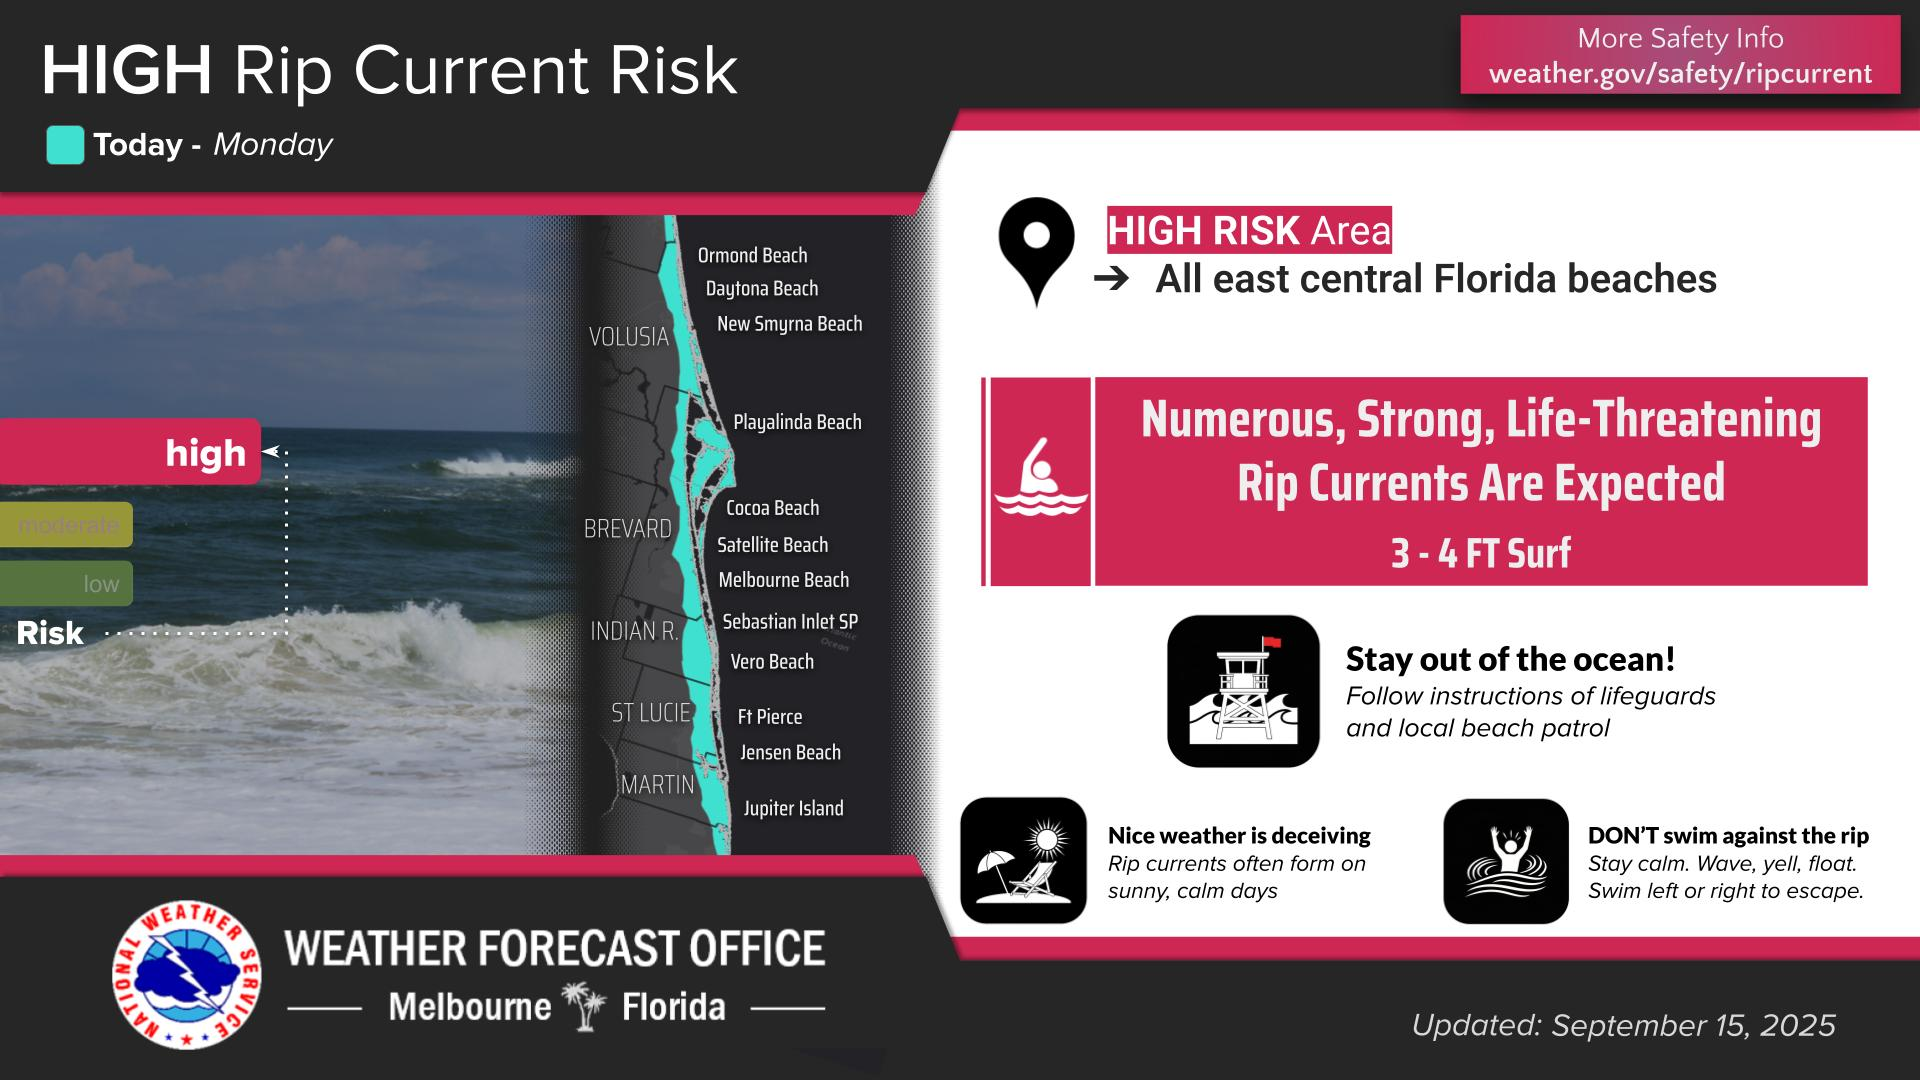 HIGH Rip Current Risk
Today - Monday
More Safety Info
weather.gov/safety/ripcurrent
high
moderate
low
Risk
VOLUSIA
BREVARD
INDIAN R.
ST LUCIE
MARTIN
Ormond Beach
Daytona Beach
New Smyrna Beach
Playalinda Beach
Cocoa Beach
Satellite Beach
Melbourne Beach
Sebastian Inlet SP
Ocean
Vero Beach
Ft Pierce
Jensen Beach
Jupiter Island
HIGH RISK Area
➔ All east central Florida beaches
Numerous, Strong, Life-Threatening
Rip Currents Are Expected
3 - 4 FT Surf
Stay out of the ocean!
Follow instructions of lifeguards
and local beach patrol
Nice weather is deceiving
Rip currents often form on
sunny, calm days
DON'T swim against the rip
Stay calm. Wave, yell, float.
Swim left or right to escape.
NATIONAL WEATHER SERVICE
WEATHER FORECAST OFFICE
Melbourne Florida
Updated: September 15, 2025